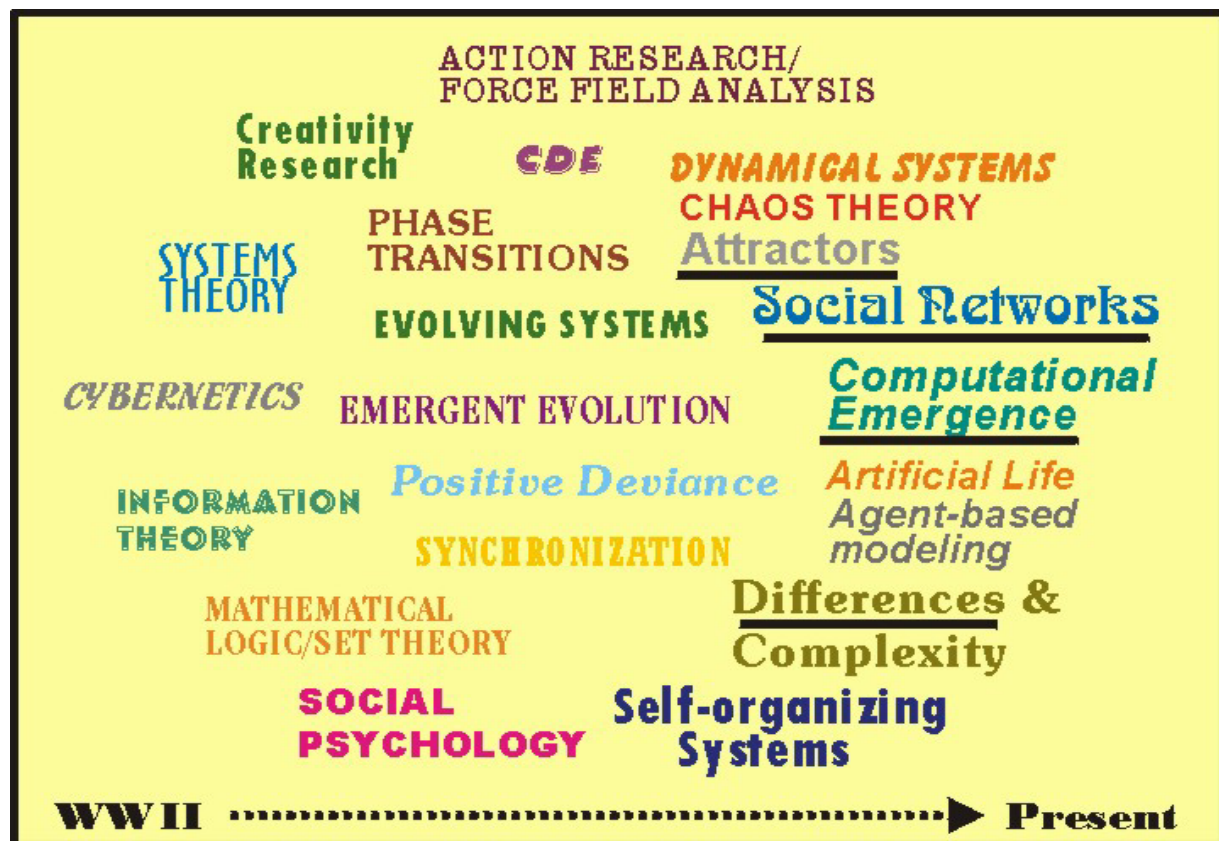 ACTION RESEARCH/
FORCE FIELD ANALYSIS
Creativity
Research
CDE
DYNAMICAL SYSTEMS
CHAOS THEORY
Attractors
PHASE
TRANSITIONS
SYSTEMS
THEORY
Social Networks
EVOLVING SYSTEMS
CYBERNETICS
EMERGENT EVOLUTION
Computational
Emergence
Positive Deviance
Artificial Life
Agent-based
modeling
INFORMATION
THEORY
SYNCHRONIZATION
MATHEMATICAL
LOGIC/SET THEORY
Differences &
Complexity
SOCIAL
PSYCHOLOGY
Self-organizing
Systems
WWII
Present